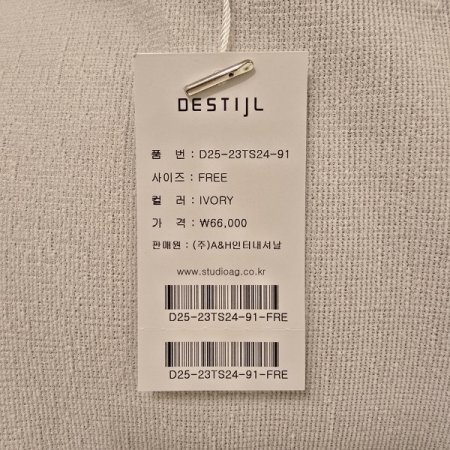 DESTIJL
품 번 : D25-23TS24-91
사이즈 : FREE
컬 러 : IVORY
가 격 : ₩66,000
판매원 : (주)A&H인터내셔날
www.studioag.co.kr
D25-23TS24-91-FRE
D25-23TS24-91-FRE